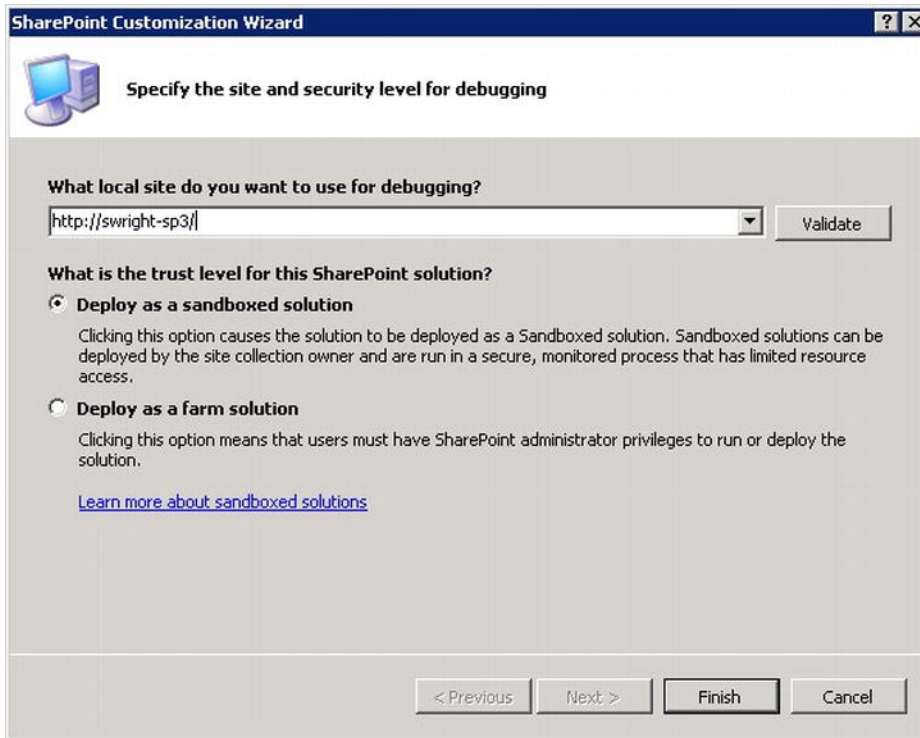 SharePoint Customization Wizard
Specify the site and security level for debugging
What local site do you want to use for debugging?
http://swright-sp3/
Validate
What is the trust level for this SharePoint solution?
Deploy as a sandboxed solution
Clicking this option causes the solution to be deployed as a Sandboxed solution. Sandboxed solutions can be
deployed by the site collection owner and are run in a secure, monitored process that has limited resource
access.
Deploy as a farm solution
Clicking this option means that users must have SharePoint administrator privileges to run or deploy the
solution.
Learn more about sandboxed solutions
< Previous
Next >
Finish
Cancel